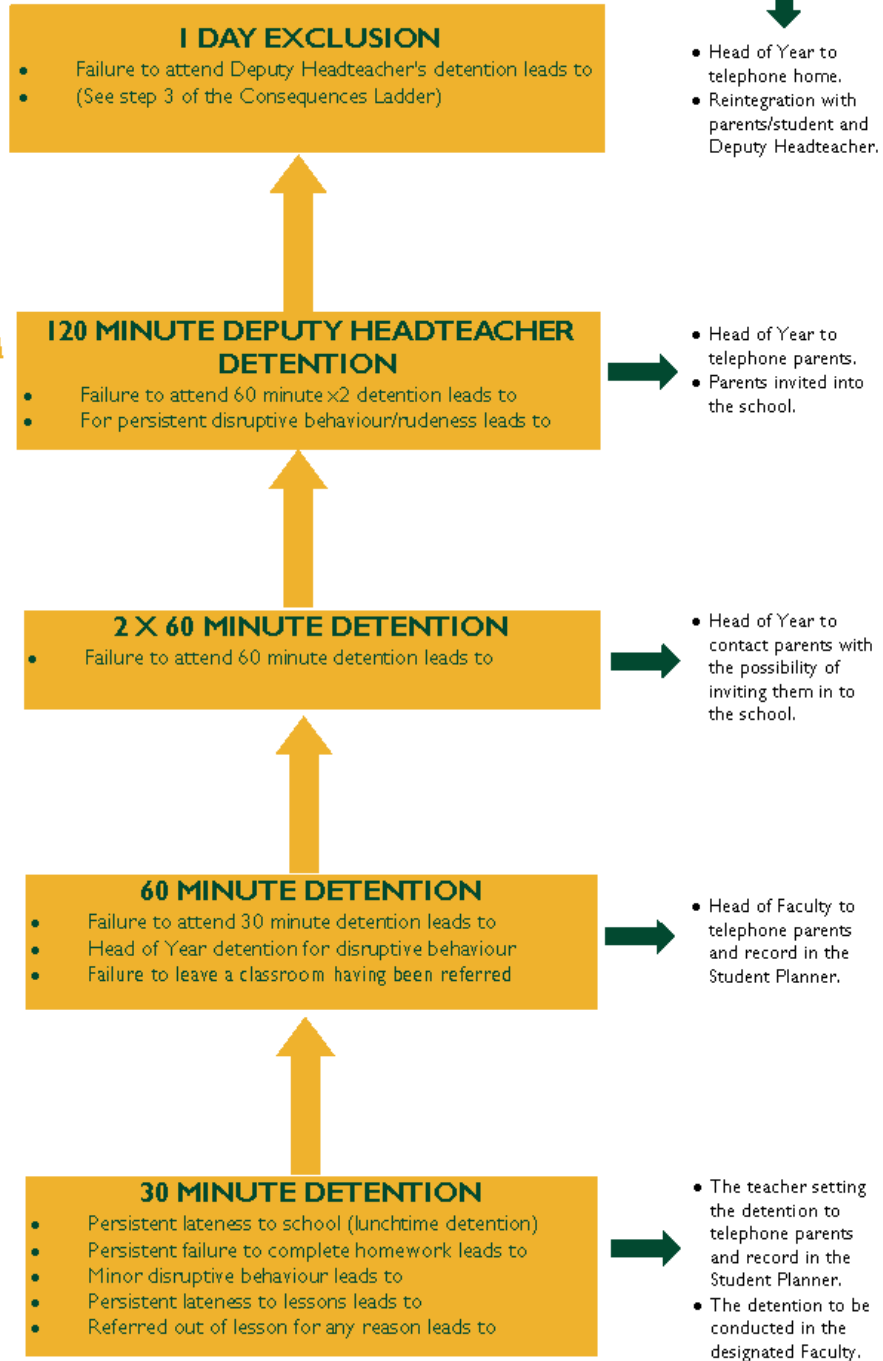 1 DAY EXCLUSION
• Failure to attend Deputy Headteacher's detention leads to
• (See step 3 of the Consequences Ladder)
• Head of Year to
telephone home.
• Reintegration with
parents/student and
Deputy Headteacher.
120 MINUTE DEPUTY HEADTEACHER
DETENTION
• Failure to attend 60 minute x2 detention leads to
• For persistent disruptive behaviour/rudeness leads to
• Head of Year to
telephone parents.
• Parents invited into
the school.
2 X 60 MINUTE DETENTION
• Failure to attend 60 minute detention leads to
• Head of Year to
contact parents with
the possibility of
inviting them in to
the school.
60 MINUTE DETENTION
• Failure to attend 30 minute detention leads to
• Head of Year detention for disruptive behaviour
• Failure to leave a classroom having been referred
• Head of Faculty to
telephone parents
and record in the
Student Planner.
30 MINUTE DETENTION
• Persistent lateness to school (lunchtime detention)
• Persistent failure to complete homework leads to
• Minor disruptive behaviour leads to
• Persistent lateness to lessons leads to
• Referred out of lesson for any reason leads to
• The teacher setting
the detention to
telephone parents
and record in the
Student Planner.
• The detention to be
conducted in the
designated Faculty.